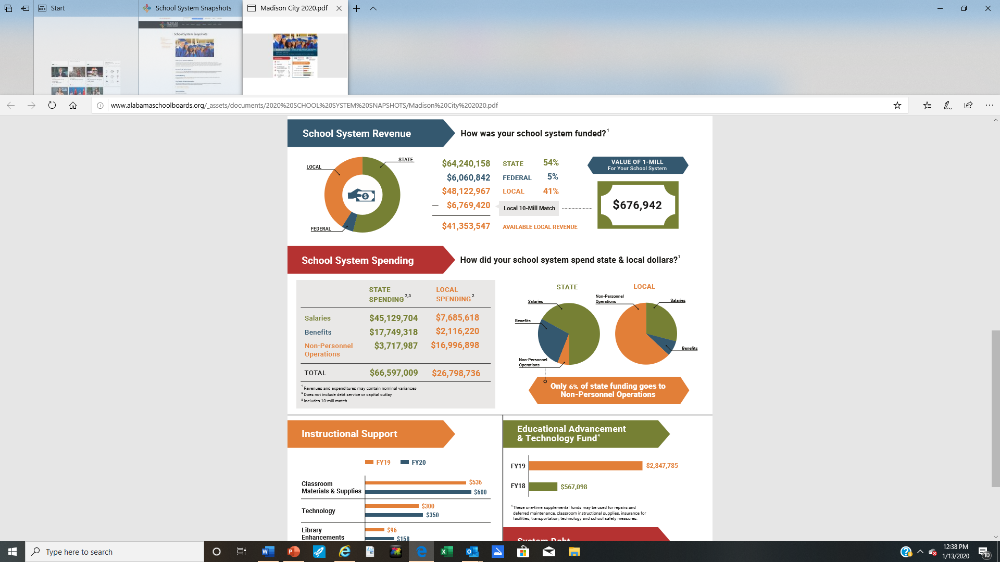 Start
School System Snapshots
Madison City 2020.pdf
School System Snapshots
www.alabamaschoolboards.org/_assets/documents/2020%20SCHOOL%20SYSTEM%20SNAPSHOTS/Madison%20City%202020.pdf
School System Revenue
How was your school system funded?1
LOCAL
STATE
FEDERAL
$64,240,158 STATE 54%
$6,060,842 FEDERAL 5%
$48,122,967 LOCAL 41%
— $6,769,420 Local 10-Mill Match
$41,353,547 AVAILABLE LOCAL REVENUE
VALUE OF 1-MILL
For Your School System
$676,942
School System Spending
How did your school system spend state & local dollars?1
STATE LOCAL
SPENDING 2,3 SPENDING 2
Salaries $45,129,704 $7,685,618
Benefits $17,749,318 $2,116,220
Non-Personnel $3,717,987 $16,996,898
Operations
TOTAL $66,597,009 $26,798,736
1 Revenues and expenditures may contain nominal variances
2 Does not include debt service or capital outlay
3 Includes 10-mill match
STATE
Salaries
Benefits
Non-Personnel
Operations
LOCAL
Non-Personnel
Operations
Salaries
Benefits
Only 6% of state funding goes to
Non-Personnel Operations
Instructional Support
FY19 FY20
Classroom
Materials & Supplies
$536
$600
Technology
$300
$350
Library
Enhancements
$96
$158
Educational Advancement
& Technology Fund4
FY19 $2,847,785
FY18 $567,098
4 These one-time supplemental funds may be used for repairs and
deferred maintenance, classroom instructional supplies, insurance for
facilities, transportation, technology and school safety measures.
System Debt
Type here to search
12:38 PM
1/13/2020
10